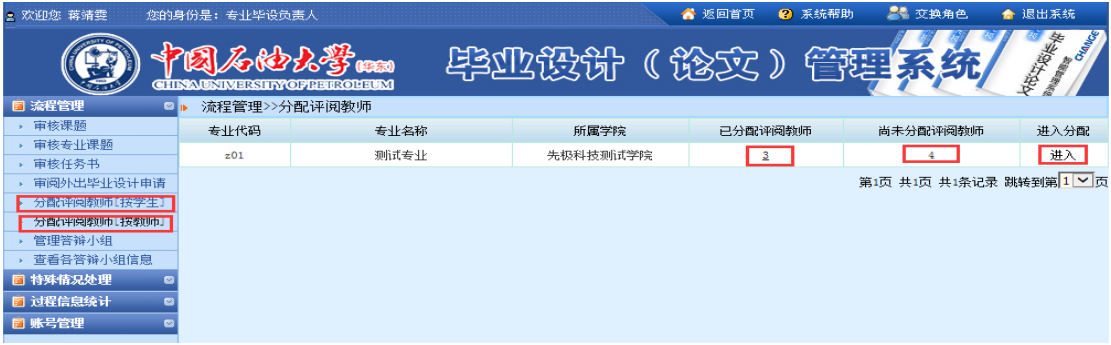 欢迎您 蒋靖雯 您的身份是：专业毕设负责人 返回首页 系统帮助 交换角色 退出系统
中国石油大学(华东) 毕业设计（论文）管理系统
CHINA UNIVERSITY OF PETROLEUM
流程管理 流程管理>>分配评阅教师
审核课题
审核专业课题
审核任务书
审阅外出毕业设计申请
分配评阅教师[按学生]
分配评阅教师[按教师]
管理答辩小组
查看各答辩小组信息
特殊情况处理
过程信息统计
账号管理
专业代码 专业名称 所属学院 已分配评阅教师 尚未分配评阅教师 进入分配
z01 测试专业 先极科技测试学院 3 4 进入
第1页 共1页 共1条记录 跳转到第 1 页